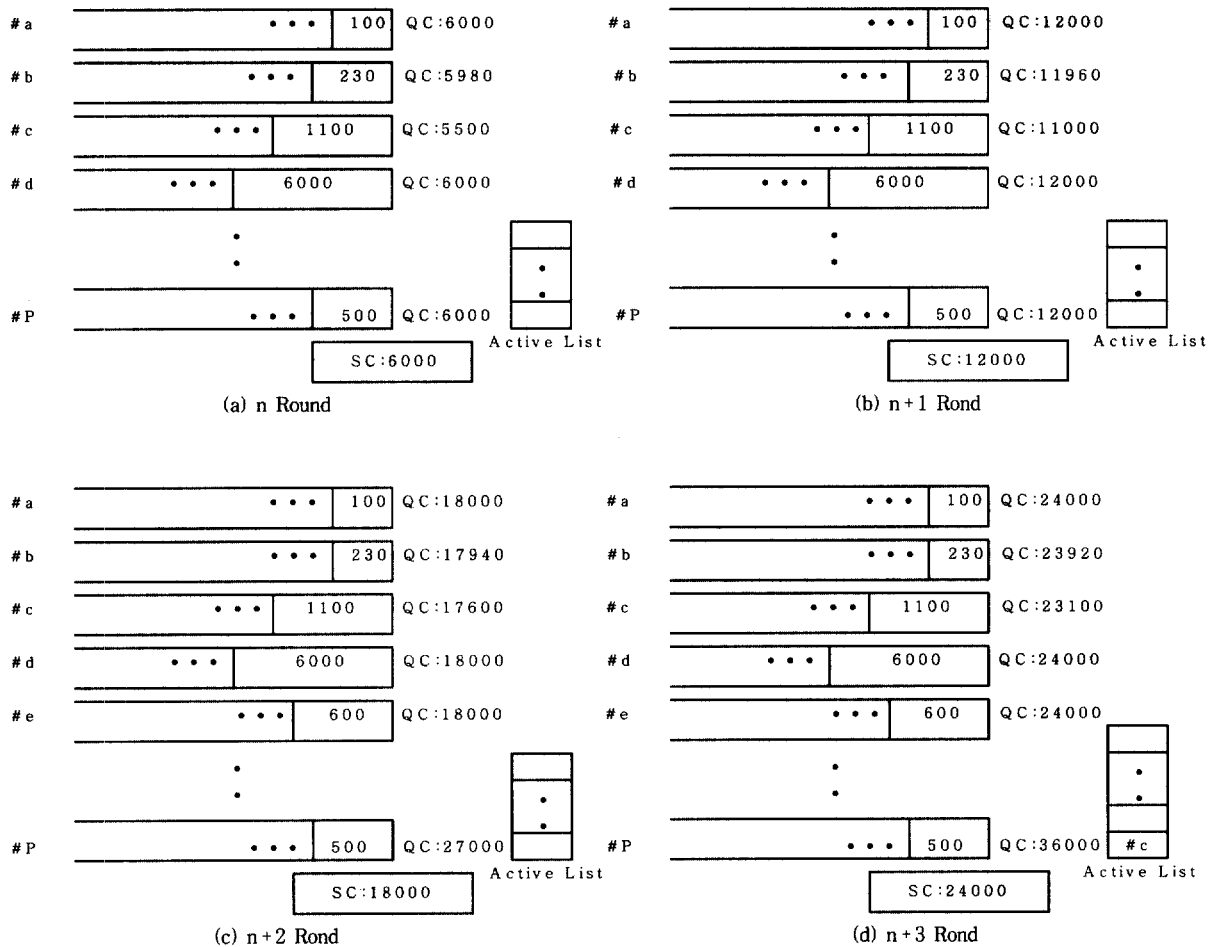 #a • • • 100 QC:6000
#b • • • 230 QC:5980
#c • • • 1100 QC:5500
#d • • • 6000 QC:6000
#P • • • 500 QC:6000
Active List
SC:6000
(a) n Round
#a • • • 100 QC:12000
#b • • • 230 QC:11960
#c • • • 1100 QC:11000
#d • • • 6000 QC:12000
#P • • • 500 QC:12000
Active List
SC:12000
(b) n+1 Rond
#a • • • 100 QC:18000
#b • • • 230 QC:17940
#c • • • 1100 QC:17600
#d • • • 6000 QC:18000
#e • • • 600 QC:18000
#P • • • 500 QC:27000
Active List
SC:18000
(c) n+2 Rond
#a • • • 100 QC:24000
#b • • • 230 QC:23920
#c • • • 1100 QC:23100
#d • • • 6000 QC:24000
#e • • • 600 QC:24000
#P • • • 500 QC:36000 #c
Active List
SC:24000
(d) n+3 Rond